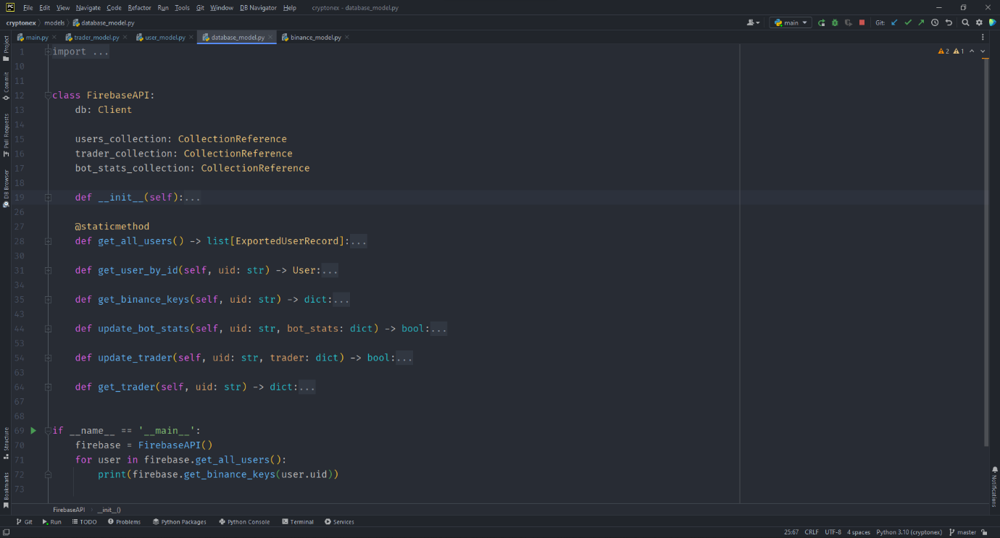 PC File Edit View Navigate Code Refactor Run Tools Git Window DB Navigator Help cryptonex - database_model.py
cryptonex models database_model.py main Git:
main.py trader_model.py user_model.py database_model.py binance_model.py
Project
Commit
Pull Requests
DB Browser
Structure
Bookmarks
1 import ... 2 1
10
11
12 class FirebaseAPI:
13 db: Client
14
15 users_collection: CollectionReference
16 trader_collection: CollectionReference
17 bot_stats_collection: CollectionReference
18
19 def __init__(self):...
26
27 @staticmethod
28 def get_all_users() -> list[ExportedUserRecord]:...
30
31 def get_user_by_id(self, uid: str) -> User:...
34
35 def get_binance_keys(self, uid: str) -> dict:...
43
44 def update_bot_stats(self, uid: str, bot_stats: dict) -> bool:...
53
54 def update_trader(self, uid: str, trader: dict) -> bool:...
63
64 def get_trader(self, uid: str) -> dict:...
67
68
69 if __name__ == '__main__':
70 firebase = FirebaseAPI()
71 for user in firebase.get_all_users():
72 print(firebase.get_binance_keys(user.uid))
73
Notifications
FirebaseAPI __init__()
Git Run TODO Problems Python Packages Python Console Terminal Services
25:67 CRLF UTF-8 4 spaces Python 3.10 (cryptonex) master